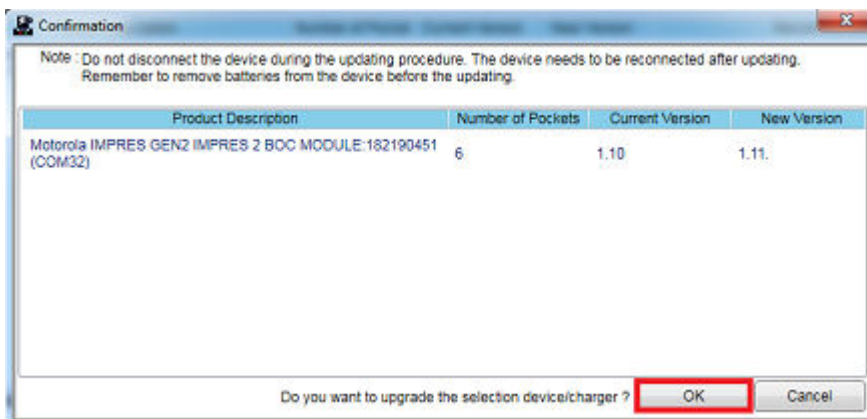 Confirmation
Note : Do not disconnect the device during the updating procedure. The device needs to be reconnected after updating.
Remember to remove batteries from the device before the updating.
Product Description Number of Pockets Current Version New Version
Motorola IMPRES GEN2 IMPRES 2 BOC MODULE:182190451 6 1.10 1.11.
(COM32)
Do you want to upgrade the selection device/charger ? OK Cancel